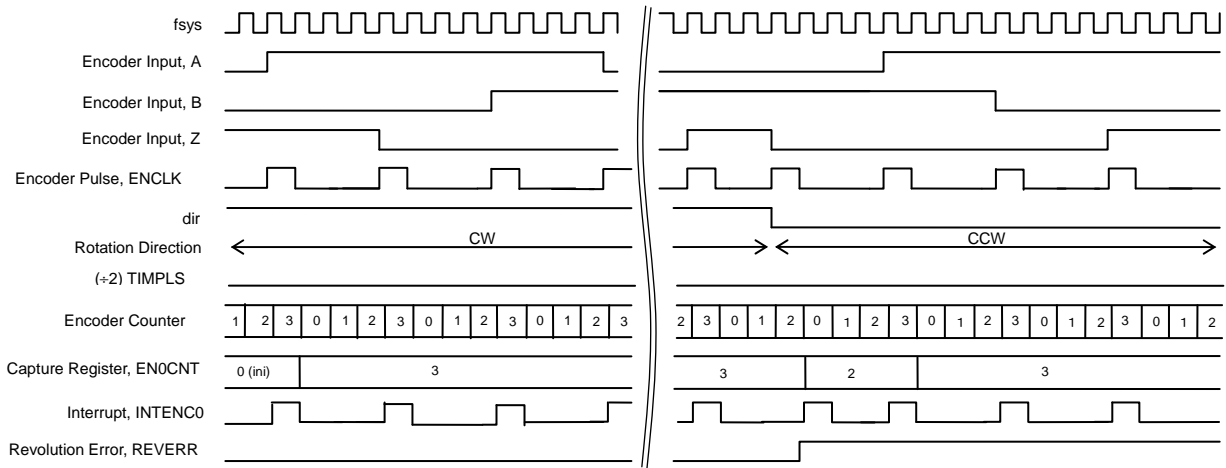 fsys
Encoder Input, A
Encoder Input, B
Encoder Input, Z
Encoder Pulse, ENCLK
dir
Rotation Direction CW CCW
(÷2) TIMPLS
Encoder Counter 1 2 3 0 1 2 3 0 1 2 3 0 1 2 3 2 3 0 1 2 0 1 2 3 0 1 2 3 0 1 2 3 0 1 2
Capture Register, EN0CNT 0 (ini) 3 3 2 3
Interrupt, INTENC0
Revolution Error, REVERR